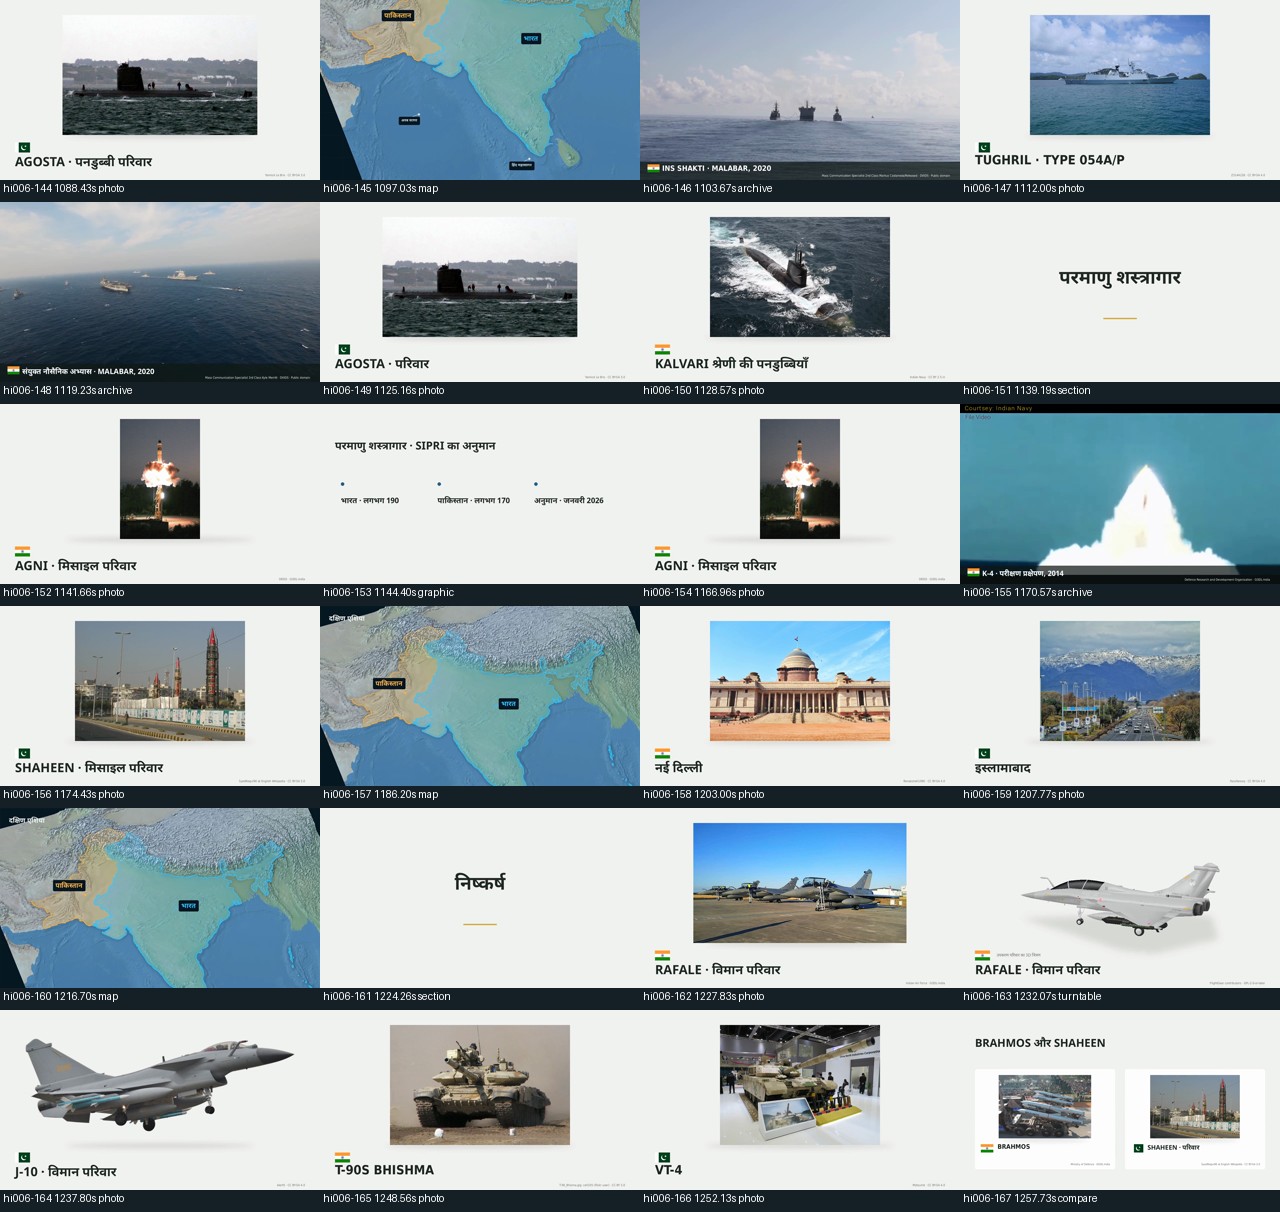 AGOSTA · पनडुब्बी परिवार
hi006-144 1088.43s photo
पाकिस्तान
भारत
अरब सागर
हिंद महासागर
hi006-145 1097.03s map
INS SHAKTI · MALABAR, 2020
hi006-146 1103.67s archive
TUGHRIL · TYPE 054A/P
hi006-147 1112.00s photo
संयुक्त नौसैनिक अभ्यास · MALABAR, 2020
hi006-148 1119.23s archive
AGOSTA · परिवार
hi006-149 1125.16s photo
KALVARI श्रेणी की पनडुब्बियाँ
hi006-150 1128.57s photo
परमाणु शस्त्रागार
hi006-151 1139.19s section
AGNI · मिसाइल परिवार
hi006-152 1141.66s photo
परमाणु शस्त्रागार · SIPRI का अनुमान
भारत · लगभग 190
पाकिस्तान · लगभग 170
अनुमान · जनवरी 2026
hi006-153 1144.40s graphic
AGNI · मिसाइल परिवार
hi006-154 1166.96s photo
Courtsey: Indian Navy
File Video
K-4 · परीक्षण प्रक्षेपण, 2014
hi006-155 1170.57s archive
SHAHEEN · मिसाइल परिवार
hi006-156 1174.43s photo
दक्षिण एशिया
पाकिस्तान
भारत
hi006-157 1186.20s map
नई दिल्ली
hi006-158 1203.00s photo
इस्लामाबाद
hi006-159 1207.77s photo
दक्षिण एशिया
पाकिस्तान
भारत
hi006-160 1216.70s map
निष्कर्ष
hi006-161 1224.26s section
RAFALE · विमान परिवार
hi006-162 1227.83s photo
RAFALE · विमान परिवार
hi006-163 1232.07s turntable
J-10 · विमान परिवार
hi006-164 1237.80s photo
T-90S BHISHMA
hi006-165 1248.56s photo
VT-4
hi006-166 1252.13s photo
BRAHMOS और SHAHEEN
BRAHMOS
SHAHEEN · परिवार
hi006-167 1257.73s compare